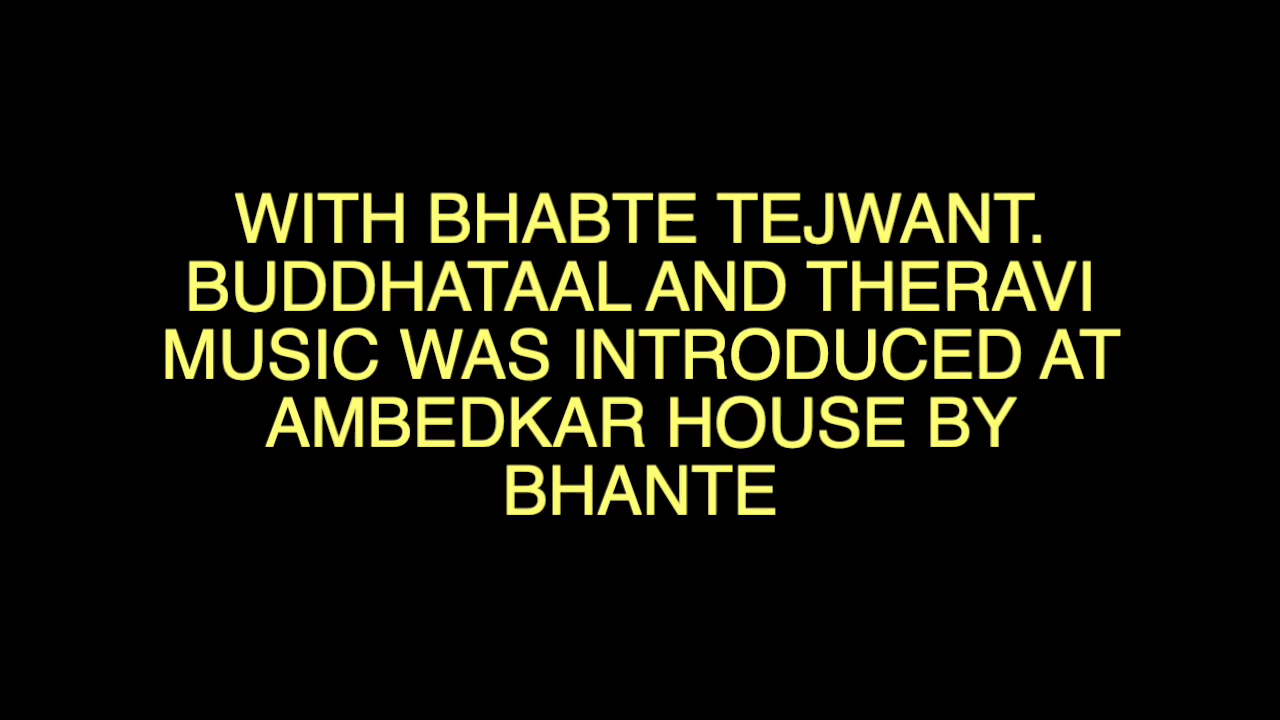 WITH BHABTE TEJWANT.
BUDDHATAAL AND THERAVI
MUSIC WAS INTRODUCED AT
AMBEDKAR HOUSE BY
BHANTE